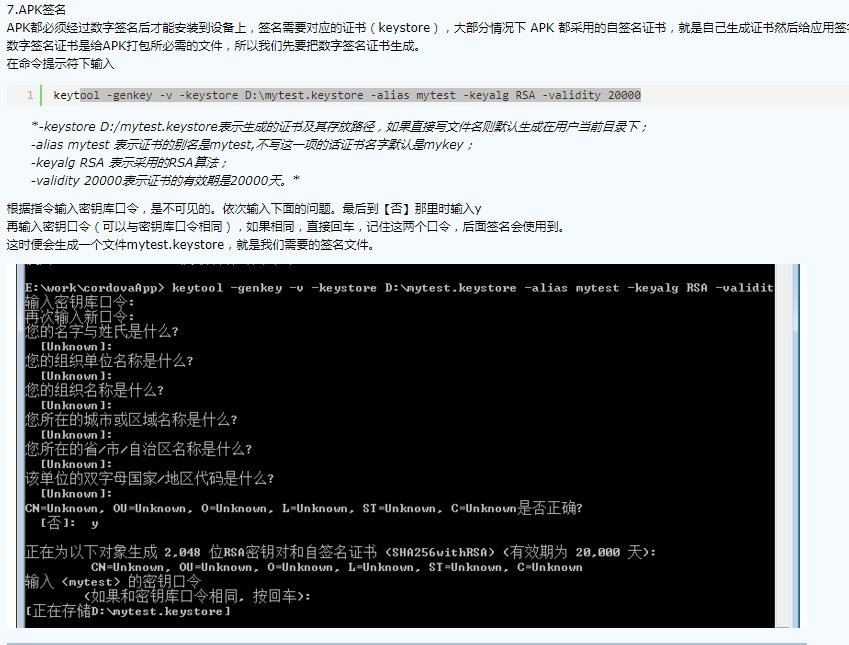 7.APK签名
APK都必须经过数字签名后才能安装到设备上，签名需要对应的证书（keystore），大部分情况下 APK 都采用的自签名证书，就是自己生成证书然后给应用签名
数字签名证书是给APK打包所必需的文件，所以我们先要把数字签名证书生成。
在命令提示符下输入
1 keytool -genkey -v -keystore D:\mytest.keystore -alias mytest -keyalg RSA -validity 20000
*-keystore D:/mytest.keystore表示生成的证书及其存放路径，如果直接写文件名则默认生成在用户当前目录下；
-alias mytest 表示证书的别名是mytest,不写这一项的话证书名字默认是mykey；
-keyalg RSA 表示采用的RSA算法；
-validity 20000表示证书的有效期是20000天。*
根据指令输入密钥库口令，是不可见的。依次输入下面的问题。最后到【否】那里时输入y
再输入密钥口令（可以与密钥库口令相同），如果相同，直接回车，记住这两个口令，后面签名会使用到。
这时便会生成一个文件mytest.keystore，就是我们需要的签名文件。
E:\work\cordovaApp> keytool -genkey -v -keystore D:\mytest.keystore -alias mytest -keyalg RSA -validit
输入密钥库口令:
再次输入新口令:
您的名字与姓氏是什么?
[Unknown]:
您的组织单位名称是什么?
[Unknown]:
您的组织名称是什么?
[Unknown]:
您所在的城市或区域名称是什么?
[Unknown]:
您所在的省/市/自治区名称是什么?
[Unknown]:
该单位的双字母国家/地区代码是什么?
[Unknown]:
CN=Unknown, OU=Unknown, O=Unknown, L=Unknown, ST=Unknown, C=Unknown是否正确?
[否]: y
正在为以下对象生成 2,048 位RSA密钥对和自签名证书 (SHA256withRSA) (有效期为 20,000 天):
CN=Unknown, OU=Unknown, O=Unknown, L=Unknown, ST=Unknown, C=Unknown
输入 <mytest> 的密钥口令
(如果和密钥库口令相同, 按回车):
[正在存储D:\mytest.keystore]